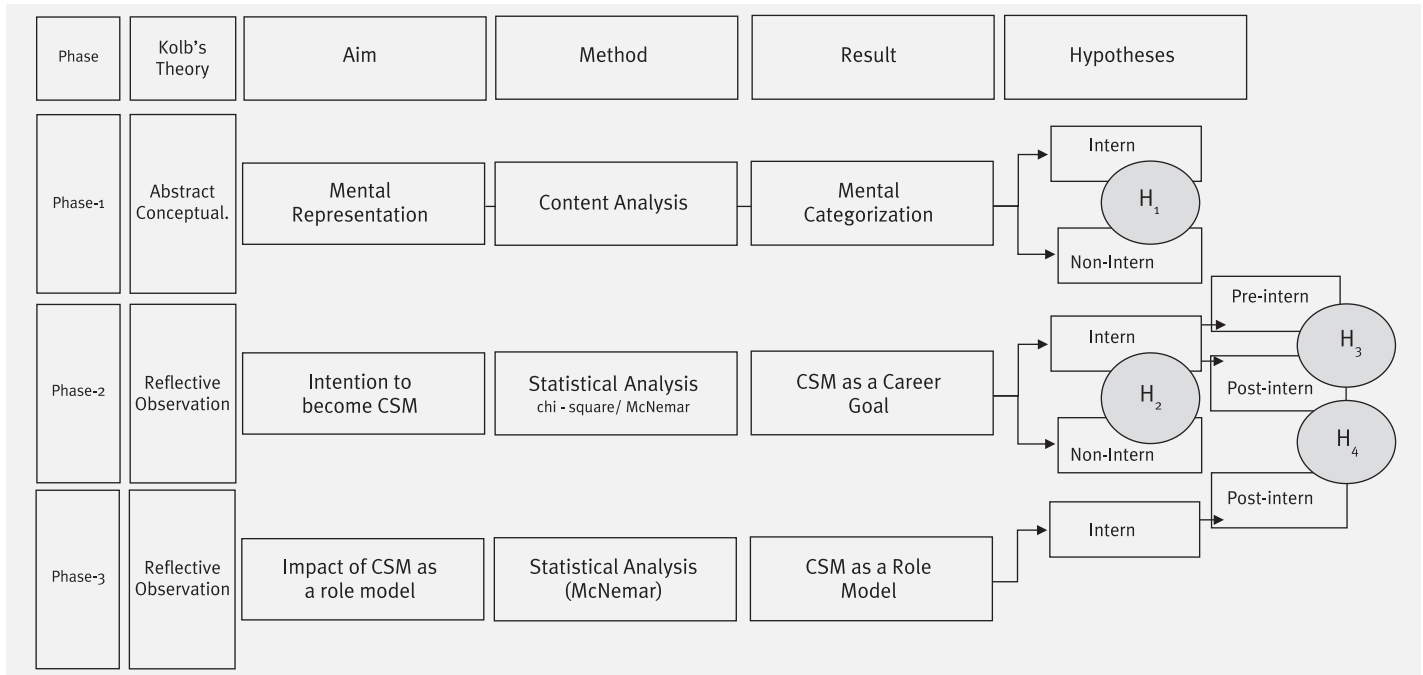 Phase
Kolb's
Theory
Aim
Method
Result
Hypotheses
Phase-1
Abstract
Conceptual.
Mental
Representation
Content Analysis
Mental
Categorization
Intern
H1
Non-Intern
Phase-2
Reflective
Observation
Intention to
become CSM
Statistical Analysis
chi - square/ McNemar
CSM as a Career
Goal
Intern
H2
Non-Intern
Pre-intern
H3
Post-intern
H4
Phase-3
Reflective
Observation
Impact of CSM as
a role model
Statistical Analysis
(McNemar)
CSM as a Role
Model
Intern
Post-intern